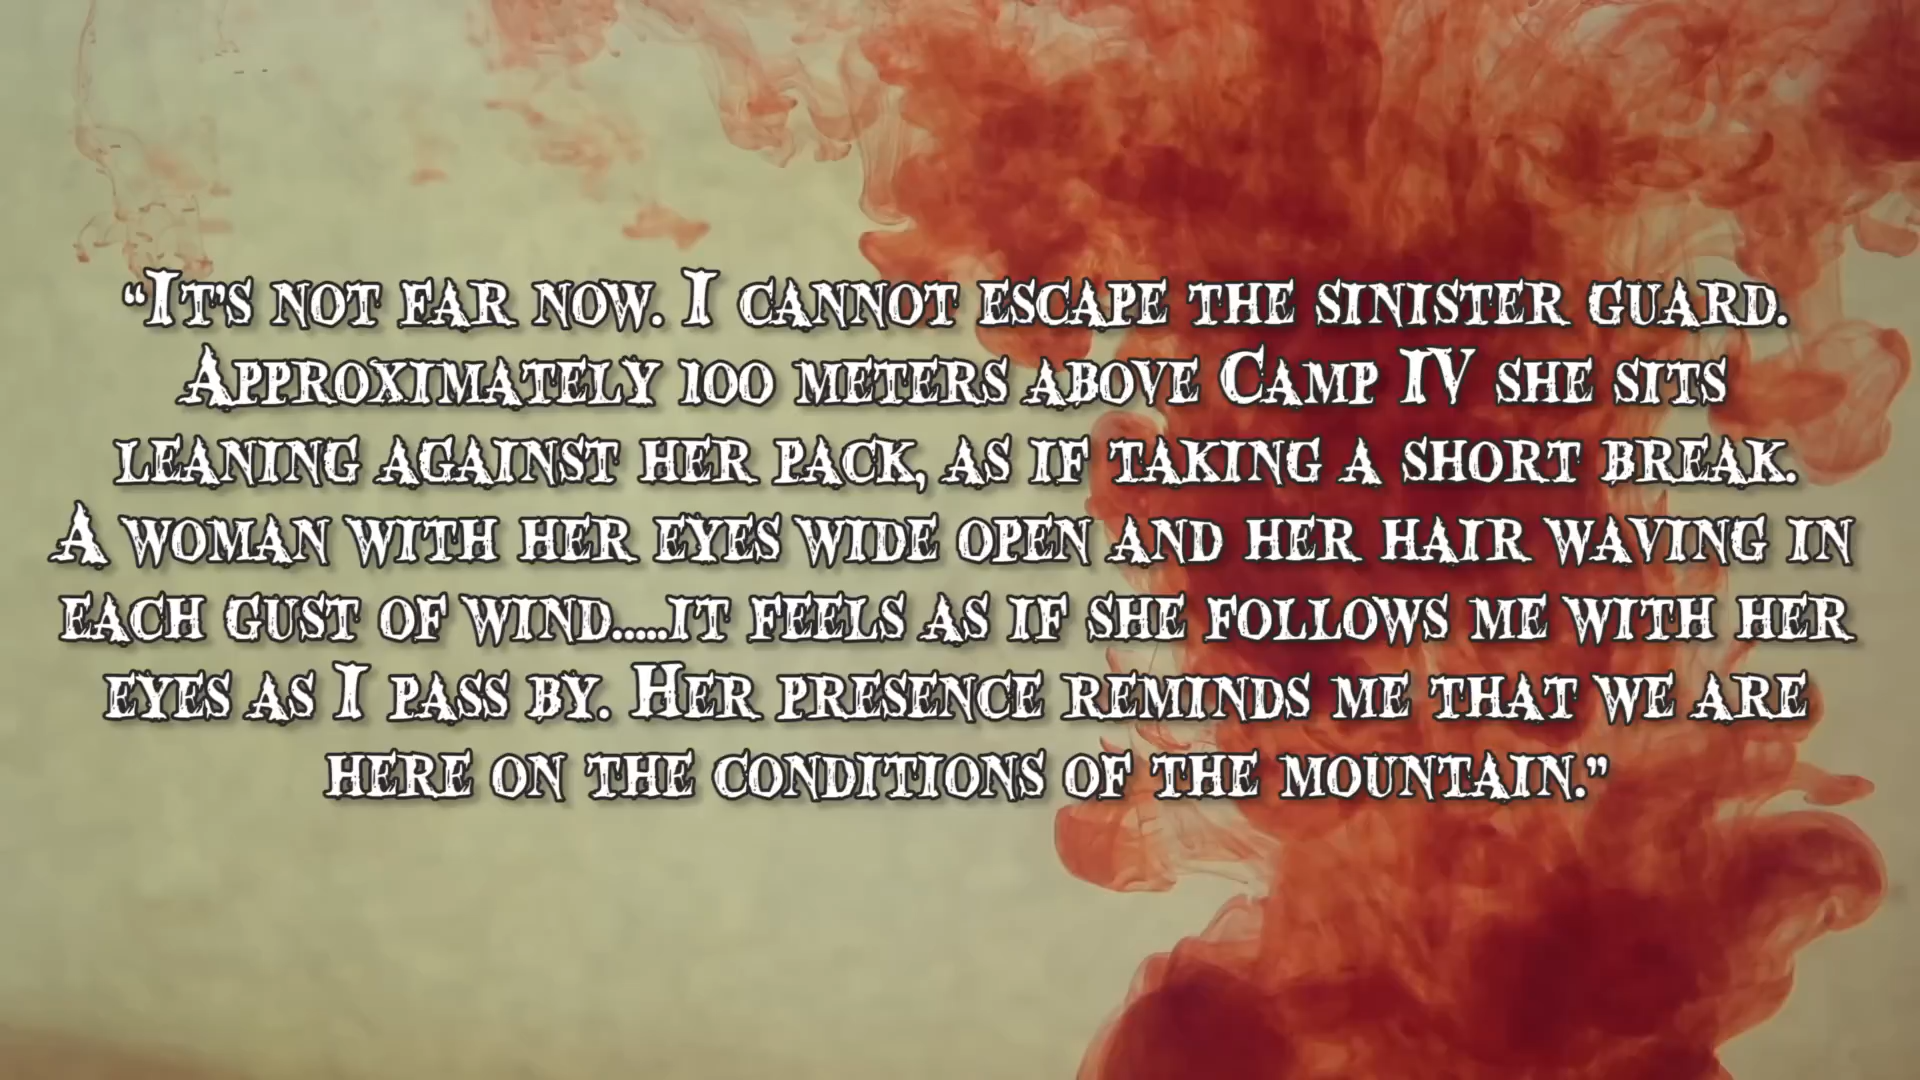 “It's not far now. I cannot escape the sinister guard.
Approximately 100 meters above Camp IV she sits
leaning against her pack, as if taking a short break.
A woman with her eyes wide open and her hair waving in
each gust of wind.....it feels as if she follows me with her
eyes as I pass by. Her presence reminds me that we are
here on the conditions of the mountain.”